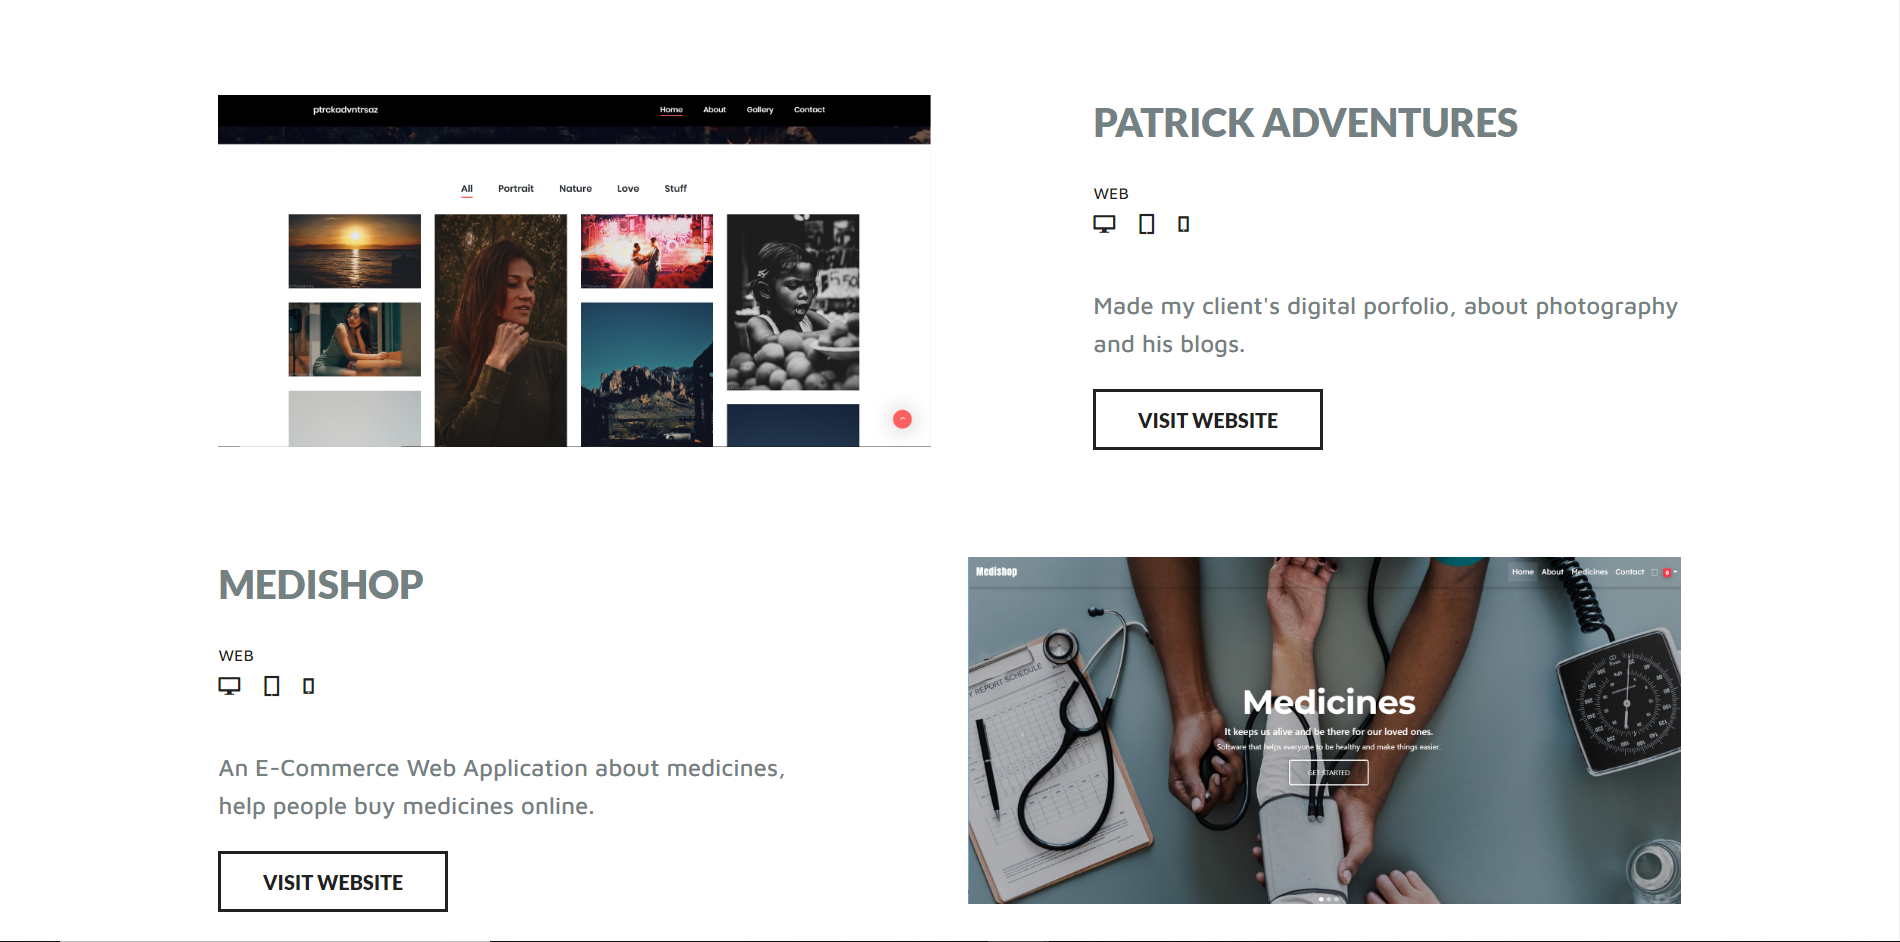 ptrckadvntrsaz
Home About Gallery Contact
All Portrait Nature Love Stuff
PATRICK ADVENTURES
WEB
Made my client's digital porfolio, about photography
and his blogs.
VISIT WEBSITE
MEDISHOP
WEB
An E-Commerce Web Application about medicines,
help people buy medicines online.
VISIT WEBSITE
Medishop
Home About Medicines Contact
Y REPORT SCHEDULE
Medicines
It keeps us alive and be there for our loved ones.
Software that helps everyone to be healthy and make things easier.
GET STARTED